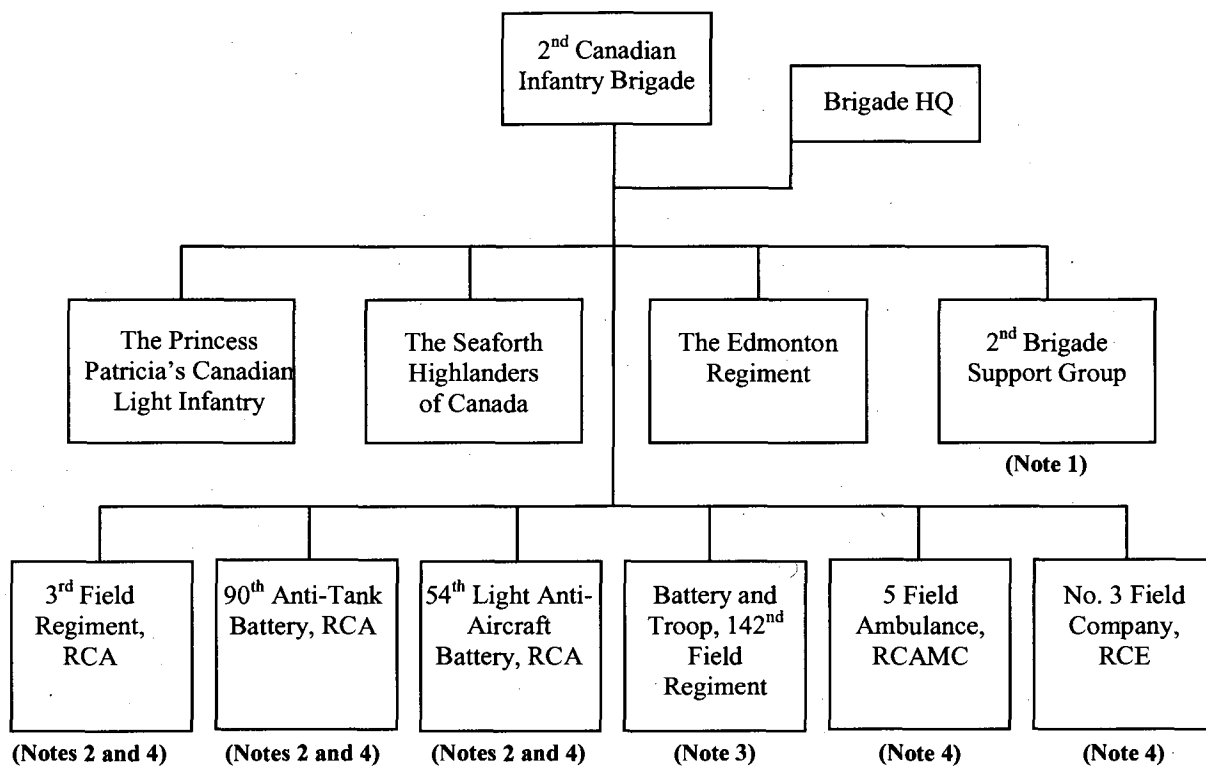 2nd Canadian
Infantry Brigade
Brigade HQ
The Princess
Patricia's Canadian
Light Infantry
The Seaforth
Highlanders
of Canada
The Edmonton
Regiment
2nd Brigade
Support Group
(Note 1)
3rd Field
Regiment,
RCA
(Notes 2 and 4)
90th Anti-Tank
Battery, RCA
(Notes 2 and 4)
54th Light Anti-
Aircraft
Battery, RCA
(Notes 2 and 4)
Battery and
Troop, 142nd
Field
Regiment
(Note 3)
5 Field
Ambulance,
RCAMC
(Note 4)
No. 3 Field
Company,
RCE
(Note 4)